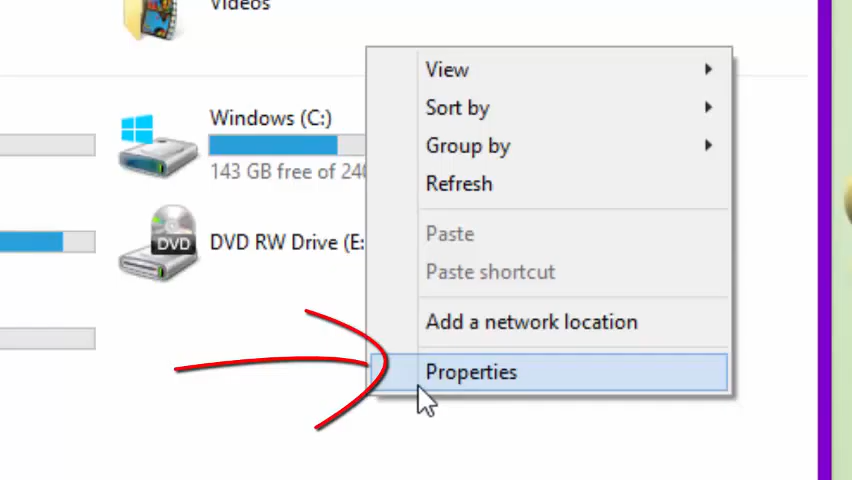 Videos
Windows (C:)
143 GB free of 240
DVD
DVD RW Drive (E:
View
Sort by
Group by
Refresh
Paste
Paste shortcut
Add a network location
Properties